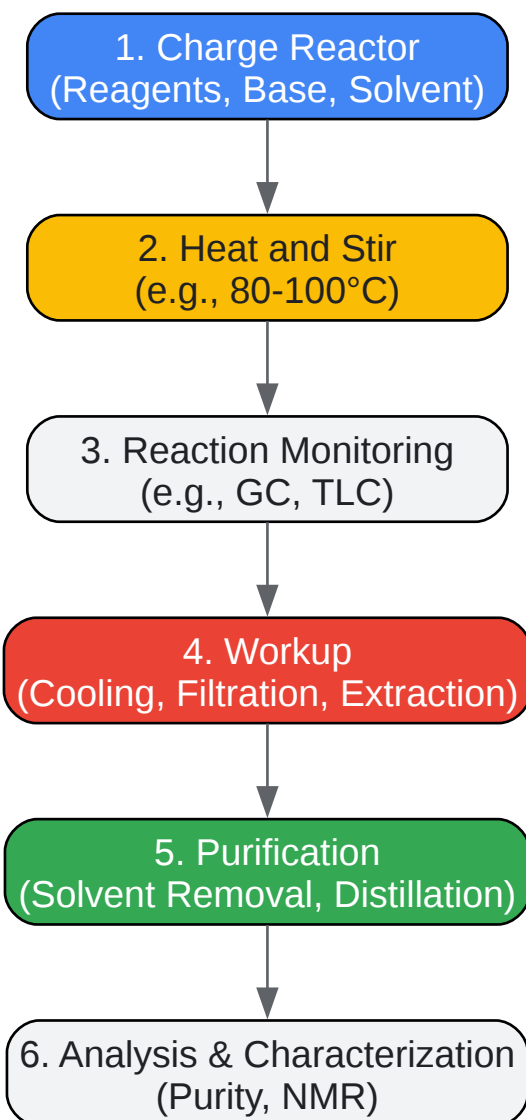 1. Charge Reactor
(Reagents, Base, Solvent)
2. Heat and Stir
(e.g., 80-100°C)
3. Reaction Monitoring
(e.g., GC, TLC)
4. Workup
(Cooling, Filtration, Extraction)
5. Purification
(Solvent Removal, Distillation)
6. Analysis & Characterization
(Purity, NMR)